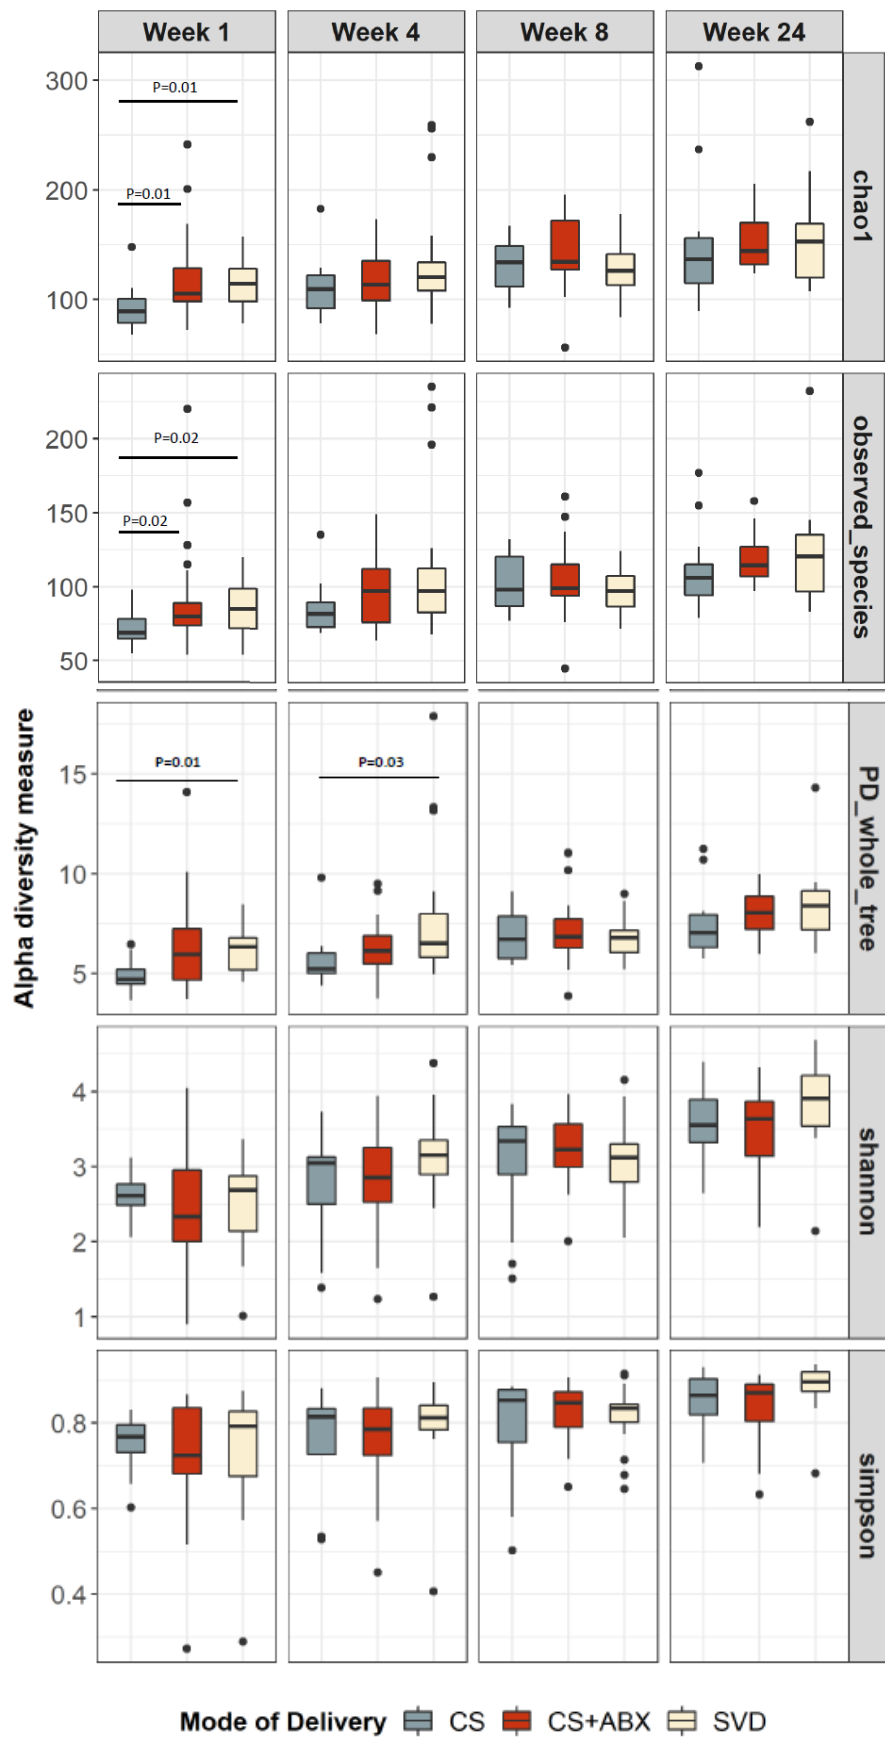 Week 1
Week 4
Week 8
Week 24
300
200
100
P=0.01
P=0.01
chao1
200
150
100
50
P=0.02
P=0.02
observed_species
Alpha diversity measure
15
10
5
P=0.01
P=0.03
PD_whole_tree
4
3
2
1
shannon
0.8
0.6
0.4
simpson
Mode of Delivery CS CS+ABX SVD